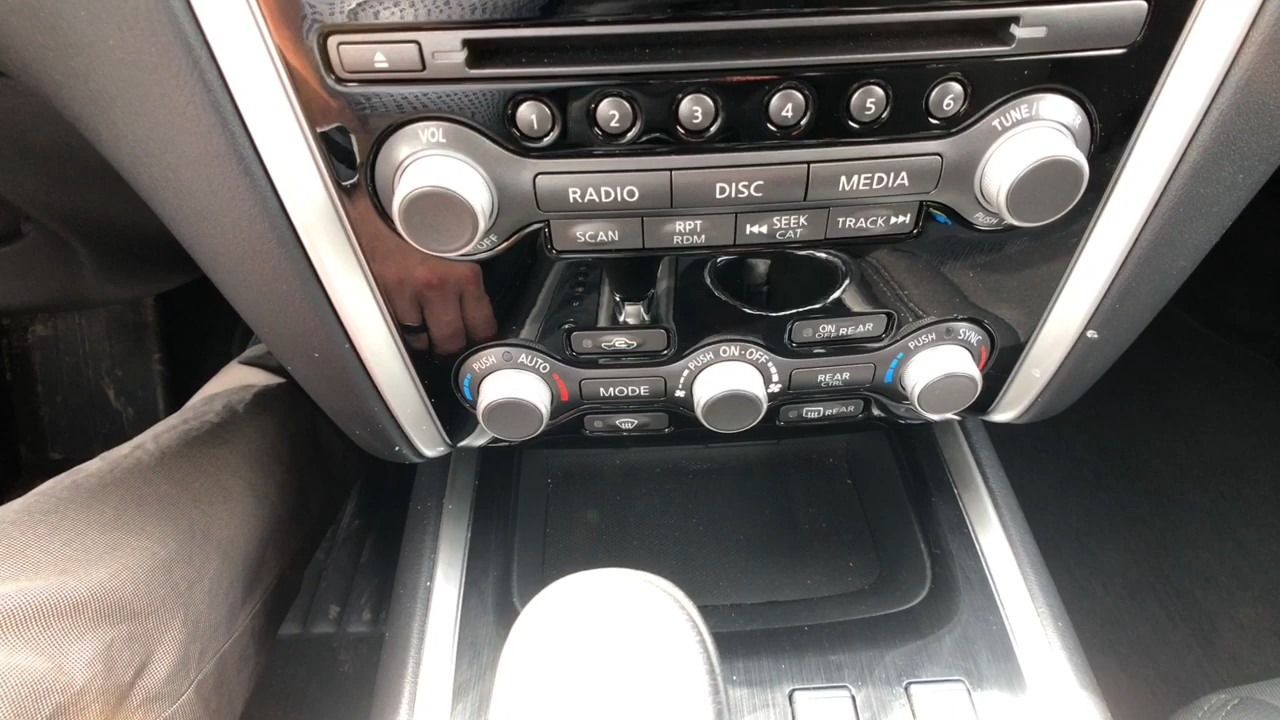 1 2 3 4 5 6
VOL
TUNE/
RADIO DISC MEDIA
PUSH
OFF
SCAN RPT RDM SEEK CAT TRACK
ON OFF REAR
PUSH AUTO
PUSH ON·OFF
PUSH SYNC
MODE
REAR CTRL
REAR